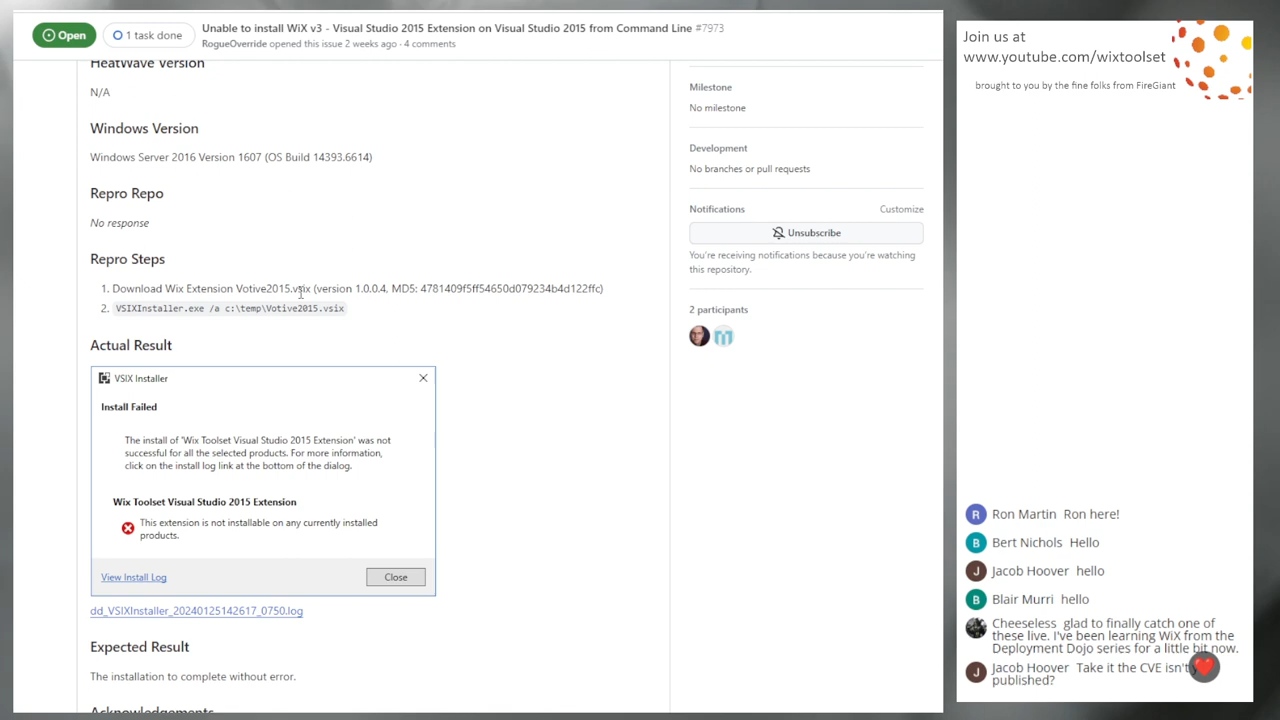 Open
1 task done
Unable to install WiX v3 - Visual Studio 2015 Extension on Visual Studio 2015 from Command Line #7973
RogueOverride opened this issue 2 weeks ago · 4 comments
HeatWave Version
N/A
Windows Version
Windows Server 2016 Version 1607 (OS Build 14393.6614)
Repro Repo
No response
Repro Steps
1. Download Wix Extension Votive2015.vsix (version 1.0.0.4, MD5: 4781409f5ff54650d079234b4d122ffc)
2. VSIXInstaller.exe /a c:\temp\Votive2015.vsix
Actual Result
VSIX Installer
Install Failed
The install of 'Wix Toolset Visual Studio 2015 Extension' was not
successful for all the selected products. For more information,
click on the install log link at the bottom of the dialog.
Wix Toolset Visual Studio 2015 Extension
This extension is not installable on any currently installed
products.
View Install Log
Close
dd_VSIXInstaller_20240125142617_0750.log
Expected Result
The installation to complete without error.
Acknowledgements
Milestone
No milestone
Development
No branches or pull requests
Notifications
Customize
Unsubscribe
You're receiving notifications because you're watching
this repository.
2 participants
Join us at
www.youtube.com/wixtoolset
brought to you by the fine folks from FireGiant
R Ron Martin Ron here!
B Bert Nichols Hello
J Jacob Hoover hello
B Blair Murri hello
Cheeseless glad to finally catch one of
these live. I've been learning WiX from the
Deployment Dojo series for a little bit now.
J Jacob Hoover Take it the CVE isn't
published?